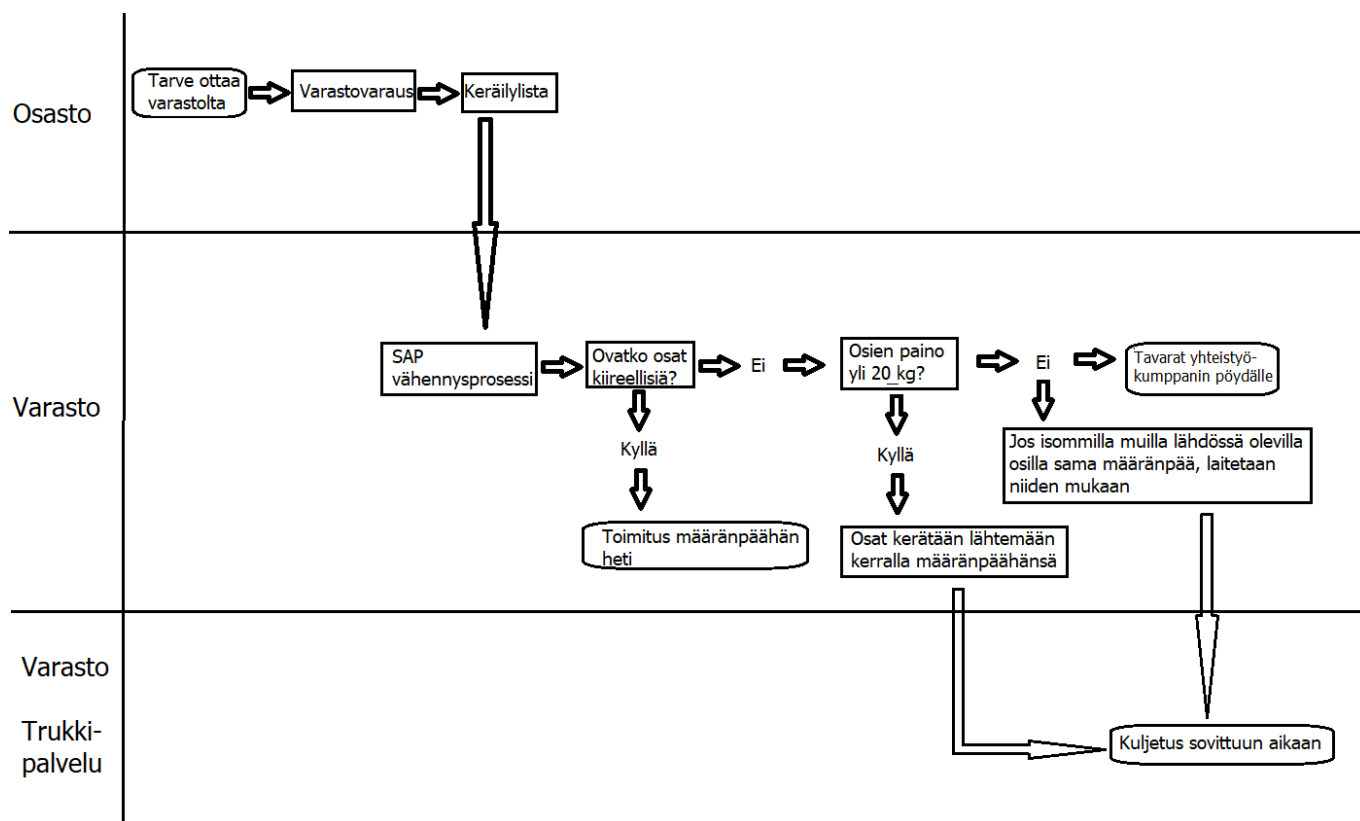 Osasto
Tarve ottaa
varastolta
Varastovaraus
Keräilylista
Varasto
SAP
vähennysprosessi
Ovatko osat
kiireellisiä?
Ei
Osien paino
yli 20_kg?
Ei
Tavarat yhteistyö-
kumppanin pöydälle
Kyllä
Kyllä
Jos isommilla muilla lähdössä olevilla
osilla sama määränpää, laitetaan
niiden mukaan
Toimitus määränpäähän
heti
Osat kerätään lähtemään
kerralla määränpäähänsä
Varasto
Trukki-
palvelu
Kuljetus sovittuun aikaan